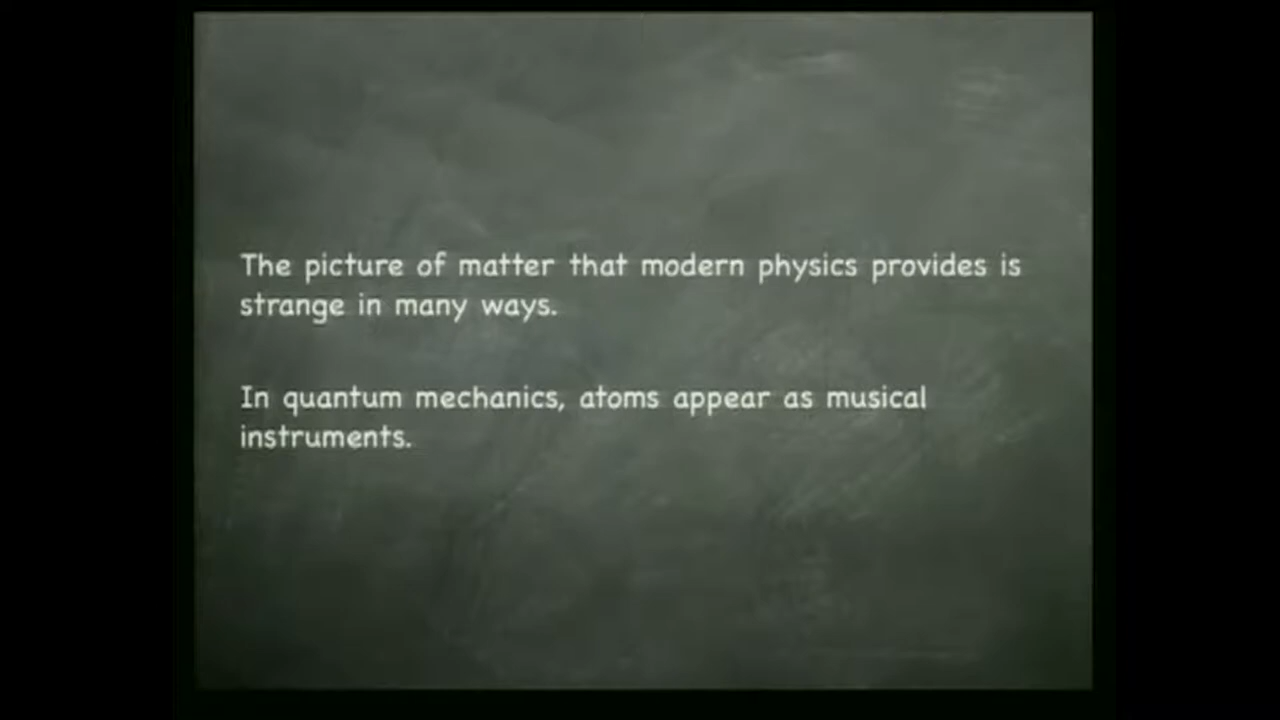 The picture of matter that modern physics provides is
strange in many ways.
In quantum mechanics, atoms appear as musical
instruments.